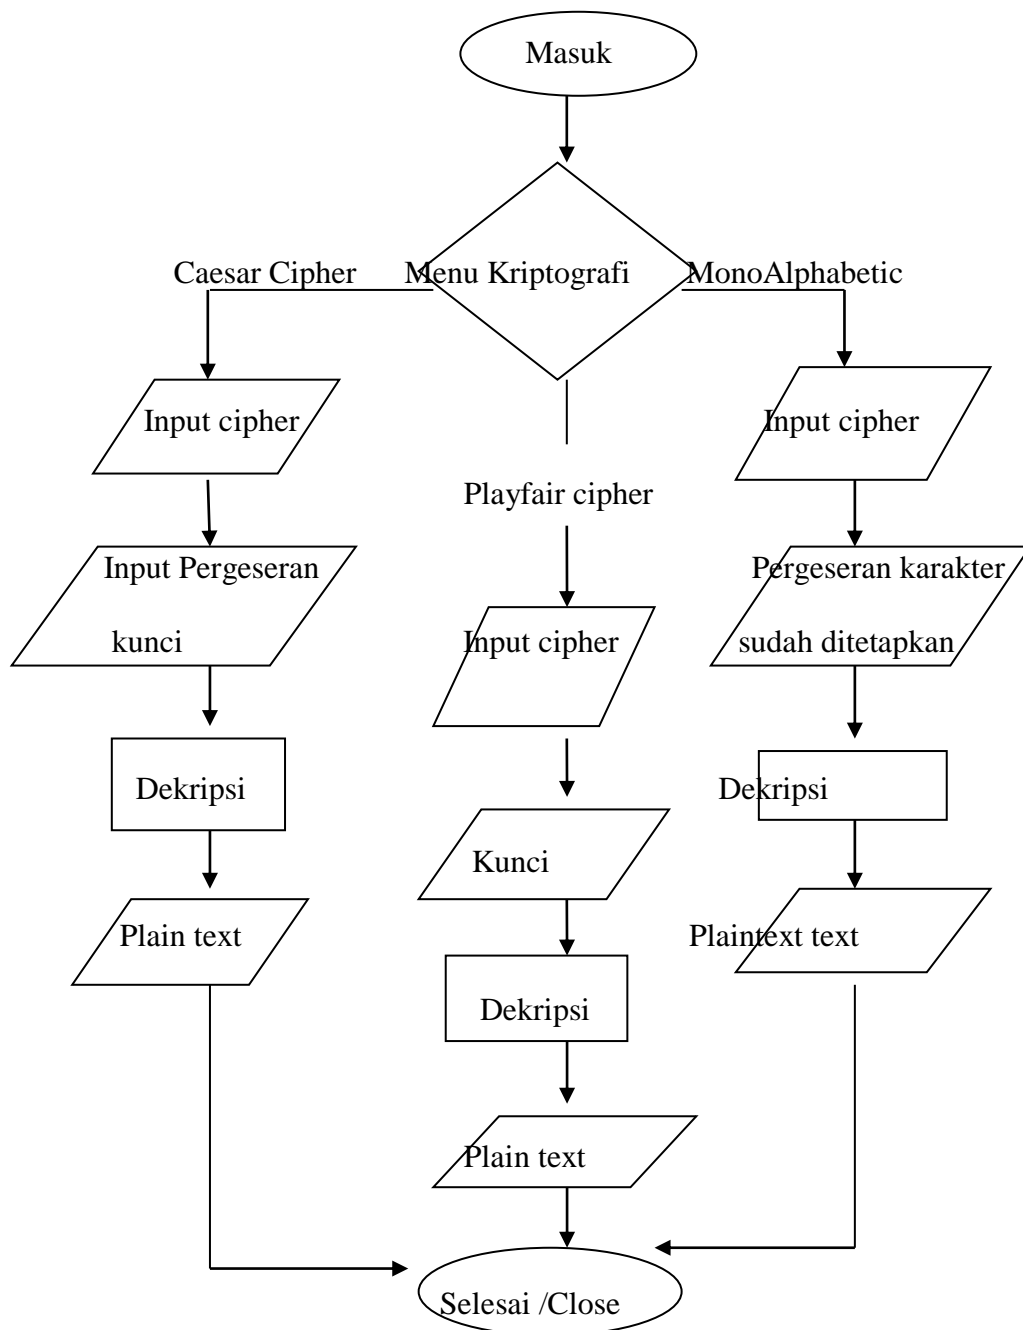 Masuk
Caesar Cipher
Menu Kriptografi
MonoAlphabetic
Input cipher
Input Pergeseran
kunci
Dekripsi
Plain text
Playfair cipher
Input cipher
Kunci
Dekripsi
Plain text
Input cipher
Pergeseran karakter
sudah ditetapkan
Dekripsi
Plaintext text
Selesai /Close